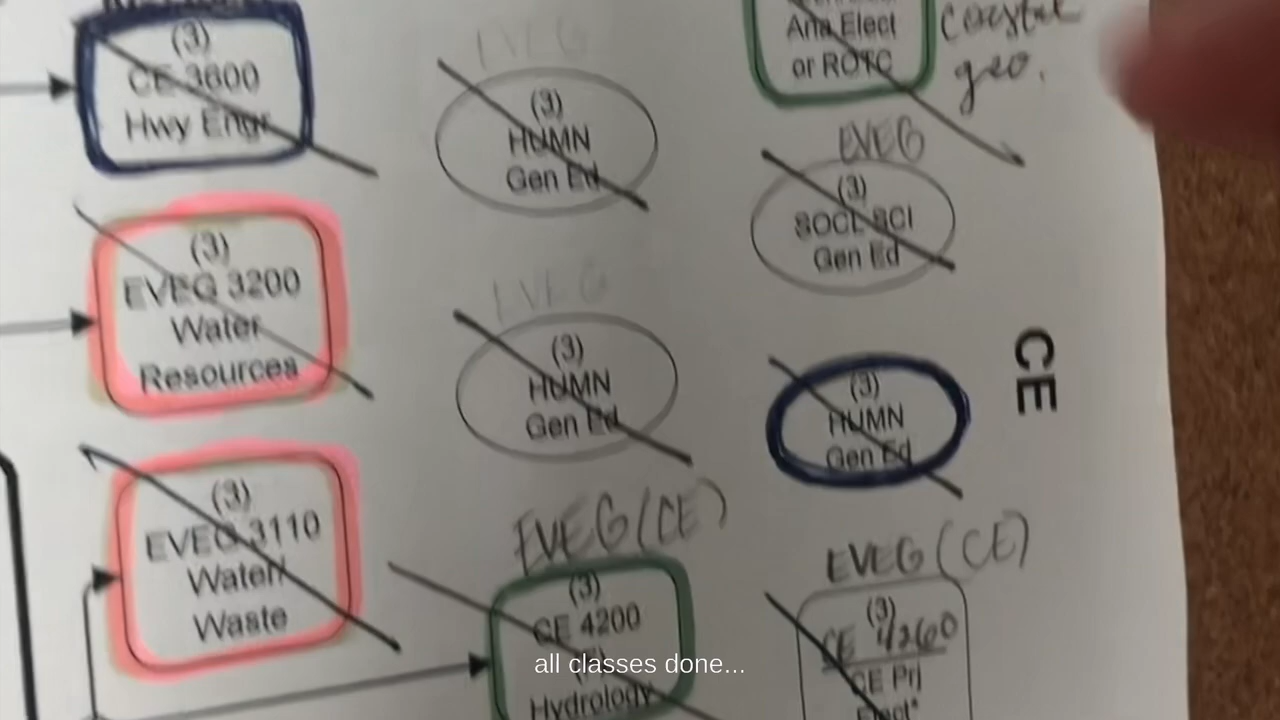 (3)
CE 3600
Hwy Engr
(3)
EVEG 3200
Water
Resources
(3)
EVEG 3110
Water/
Waste
EVEG
(3)
HUMN
Gen Ed
EVEG
(3)
HUMN
Gen Ed
EVEG (CE)
(3)
CE 4200
Hydrology
Ana Elect
or ROTC
coastal
geo.
EVEG
(3)
SOCL SCI
Gen Ed
(3)
HUMN
Gen Ed
EVEG (CE)
(3)
CE 4260
CE Prj
Elect*
CE
all classes done...